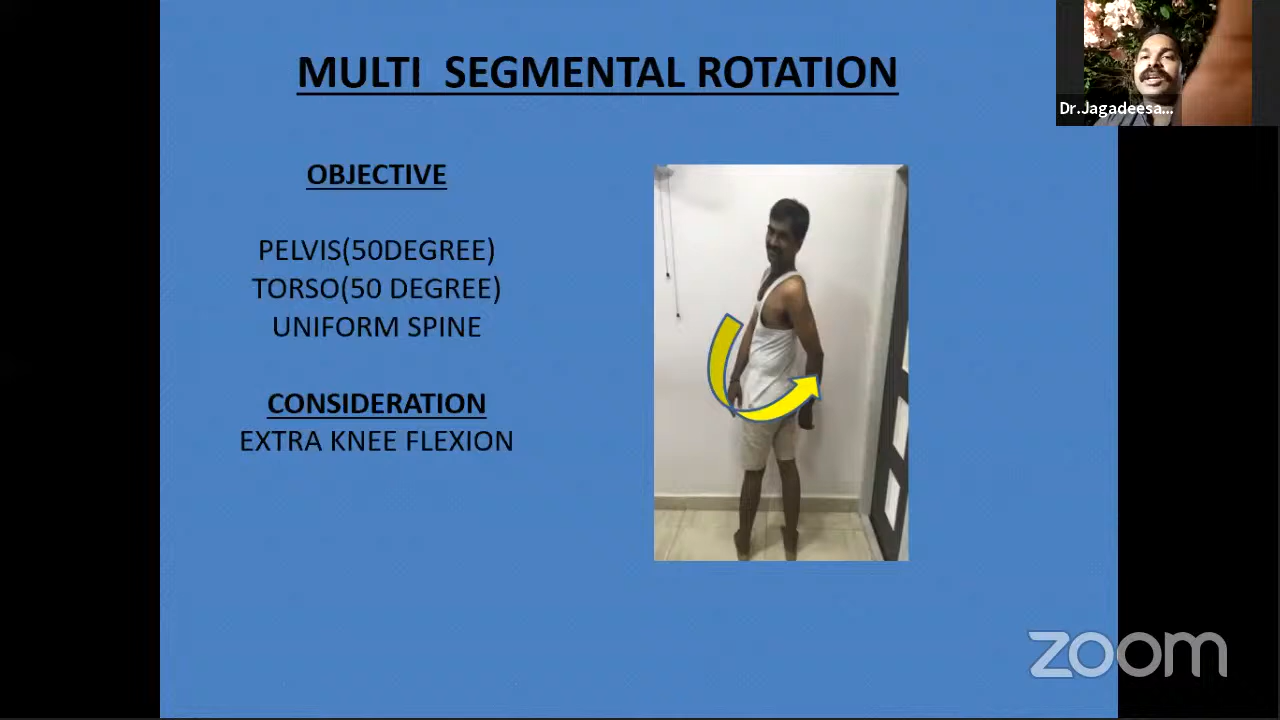 MULTI SEGMENTAL ROTATION
Dr.Jagadeesa...
OBJECTIVE
PELVIS(50DEGREE)
TORSO(50 DEGREE)
UNIFORM SPINE
CONSIDERATION
EXTRA KNEE FLEXION
zoom